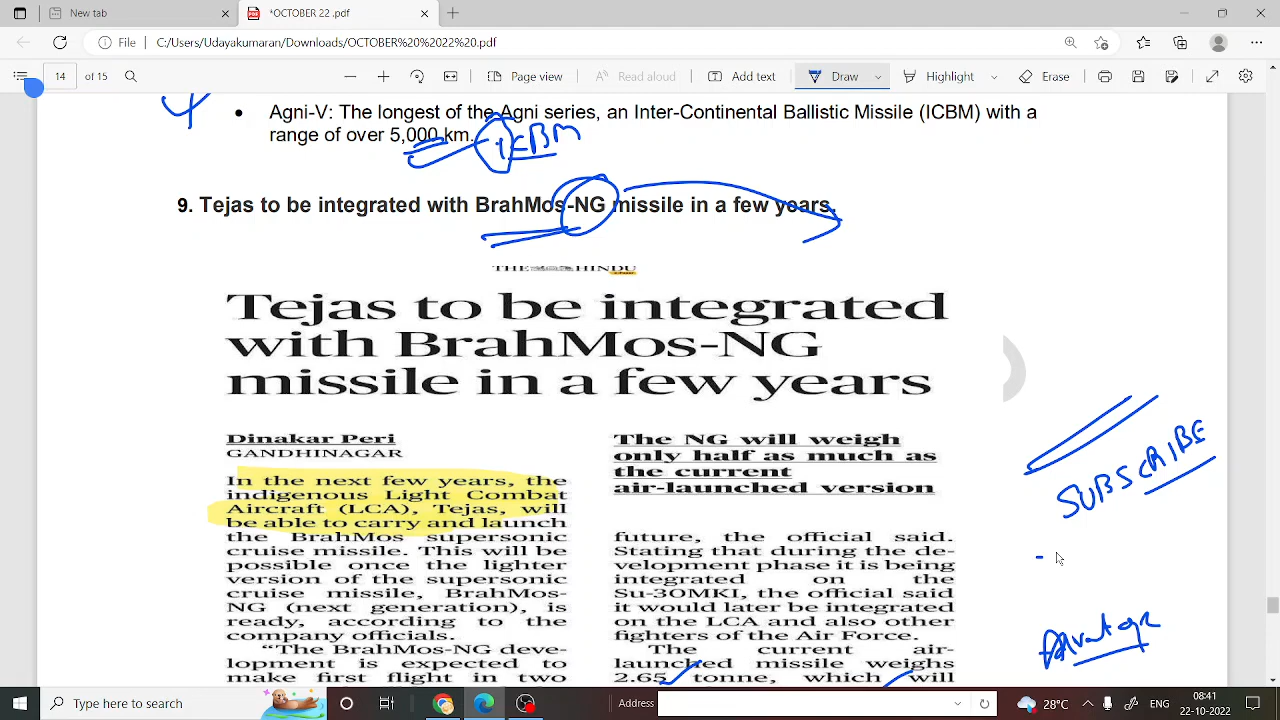 New tab
*OCTOBER 22 .pdf
File
C:/Users/Udayakumaran/Downloads/OCTOBER%20%2022%20.pdf
14 of 15
Page view
Read aloud
Add text
Draw
Highlight
Erase
• Agni-V: The longest of the Agni series, an Inter-Continental Ballistic Missile (ICBM) with a
range of over 5,000 km.
ICBM
9. Tejas to be integrated with BrahMos-NG missile in a few years.
THE HINDU
Tejas to be integrated
with BrahMos-NG
missile in a few years
Dinakar Peri
GANDHINAGAR
In the next few years, the
indigenous Light Combat
Aircraft (LCA), Tejas, will
be able to carry and launch
the BrahMos supersonic
cruise missile. This will be
possible once the lighter
version of the supersonic
cruise missile, BrahMos-
NG (next generation), is
ready, according to the
company officials.
“The BrahMos-NG deve-
lopment is expected to
make first flight in two
The NG will weigh
only half as much as
the current
air-launched version
future, the official said.
Stating that during the de-
velopment phase it is being
integrated on the
Su-30MKI, the official said
it would later be integrated
on the LCA and also other
fighters of the Air Force.
The current air-
launched missile weighs
2.65 tonne, which will
SUBSCRIBE
Type here to search
Address
28°C
ENG
08:41
22-10-2022